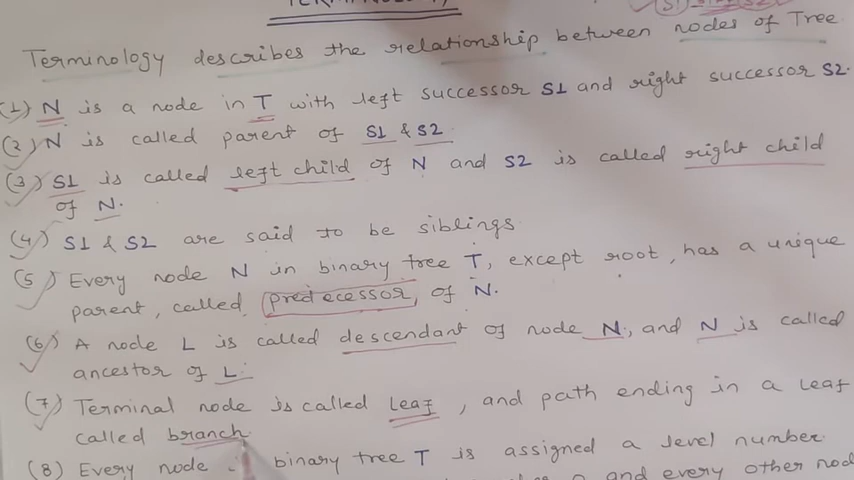 Terminology describes the relationship between nodes of Tree
(1) N is a node in T with left successor S1 and right successor S2.
(2) N is called parent of S1 & S2
(3) S1 is called left child of N and S2 is called right child
of N.
(4) S1 & S2 are said to be siblings
(5) Every node N in binary tree T, except root, has a unique
parent, called predecessor, of N.
(6) A node L is called descendant of node N, and N is called
ancestor of L.
(7) Terminal node is called leaf, and path ending in a leaf
called branch
(8) Every node binary tree T is assigned a level number.
and every other